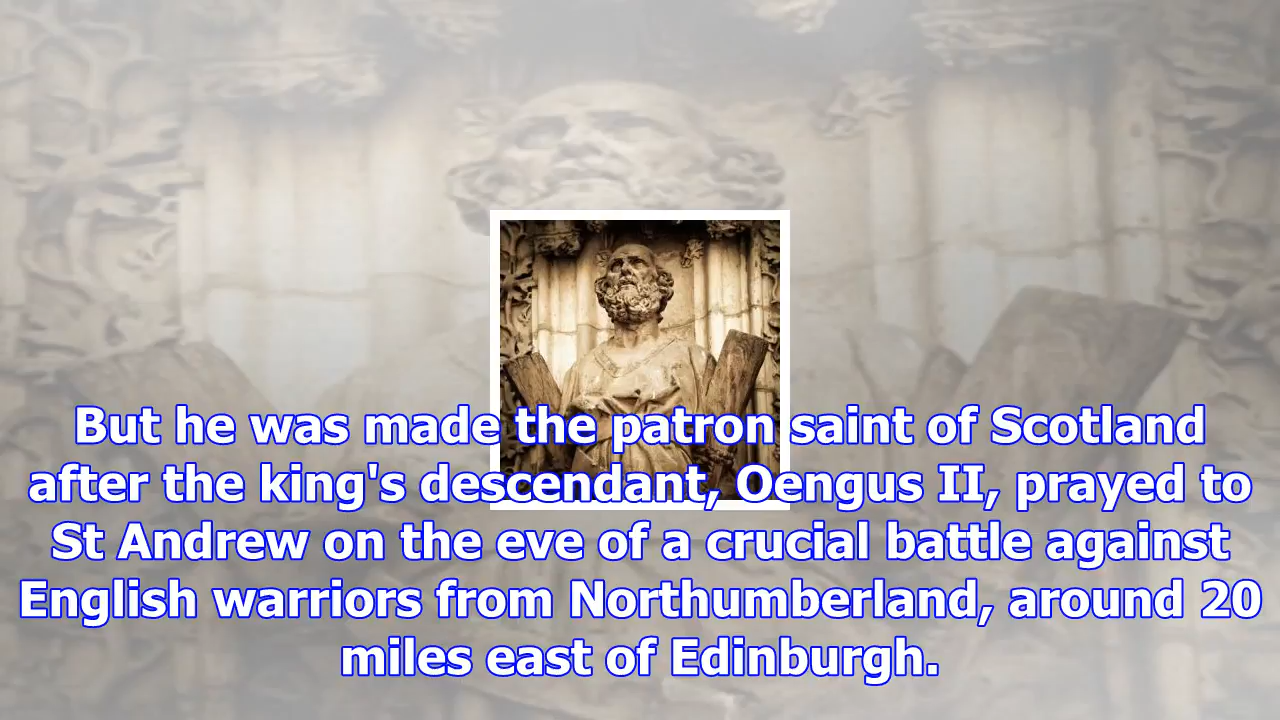 But he was made the patron saint of Scotland
after the king's descendant, Oengus II, prayed to
St Andrew on the eve of a crucial battle against
English warriors from Northumberland, around 20
miles east of Edinburgh.